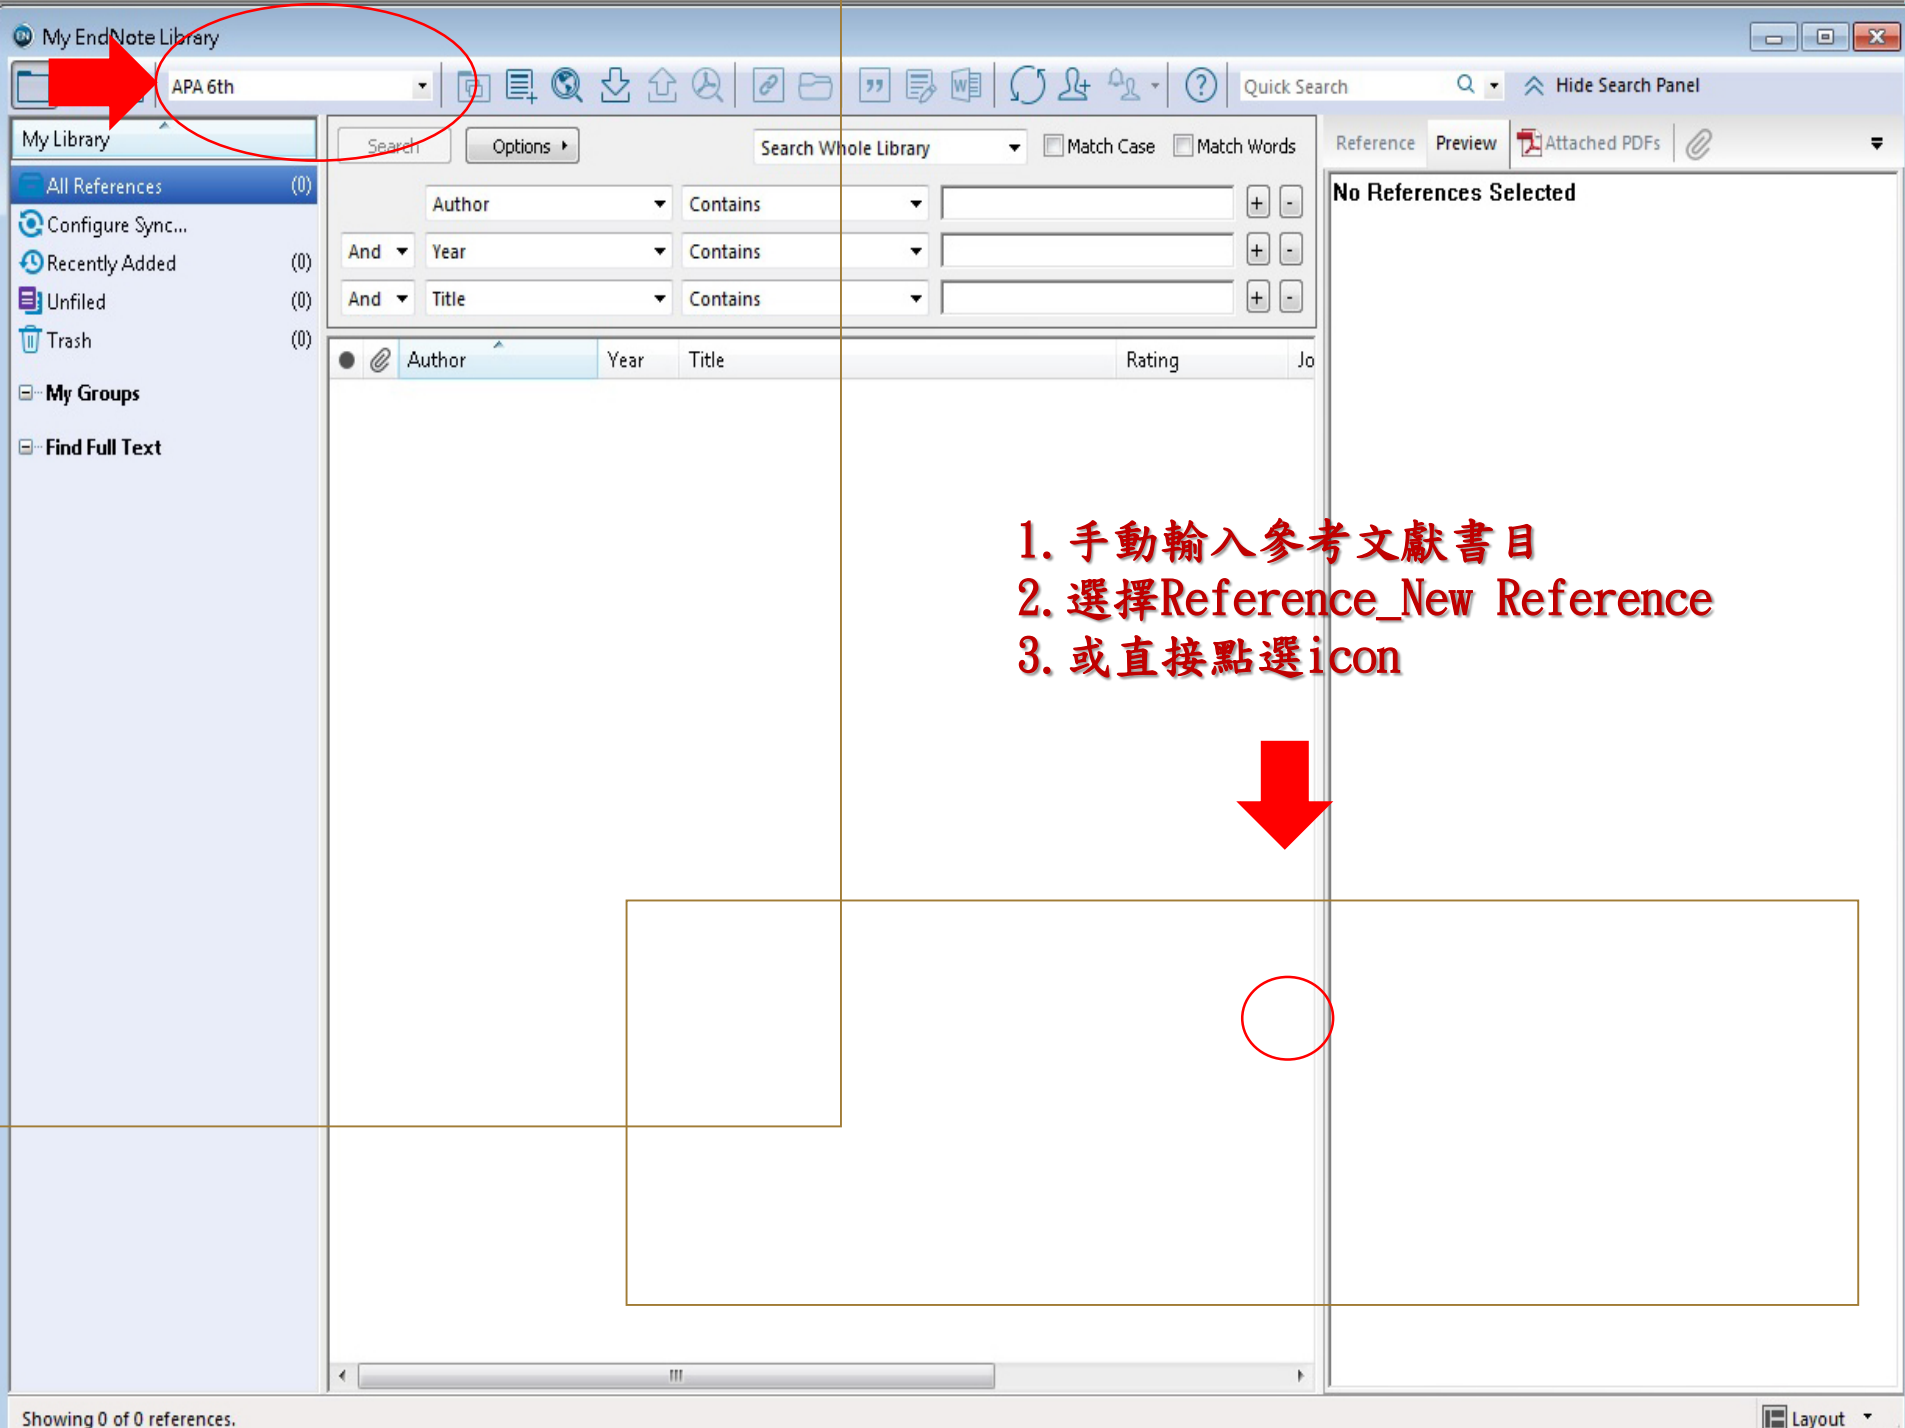 My EndNote Library
APA 6th
Quick Search
Hide Search Panel
My Library
Search
Options
Search Whole Library
Match Case
Match Words
Reference
Preview
Attached PDFs
All References (0)
Configure Sync...
Recently Added (0)
Unfiled (0)
Trash (0)
My Groups
Find Full Text
Author Contains + -
And Year Contains + -
And Title Contains + -
No References Selected
Author Year Title Rating Jo
1.手動輸入參考文獻書目
2.選擇Reference_New Reference
3.或直接點選icon
Showing 0 of 0 references.
Layout